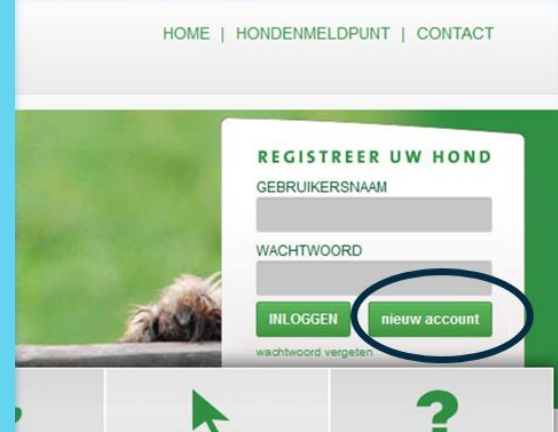 HOME | HONDENMELDPUNT | CONTACT
REGISTREER UW HOND
GEBRUIKERSNAAM
WACHTWOORD
INLOGGEN nieuw account
wachtwoord vergeten
?